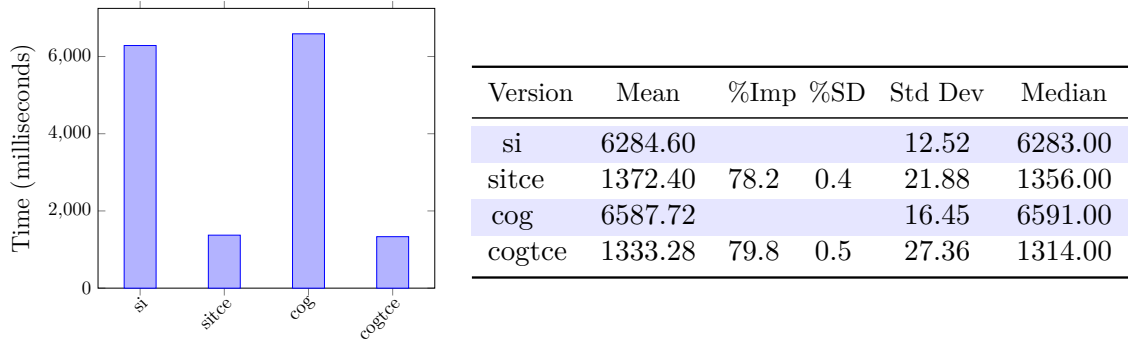 Time (milliseconds)
6,000
4,000
2,000
0
si
sitce
cog
cogtce
Version Mean %Imp %SD Std Dev Median
si 6284.60 12.52 6283.00
sitce 1372.40 78.2 0.4 21.88 1356.00
cog 6587.72 16.45 6591.00
cogtce 1333.28 79.8 0.5 27.36 1314.00